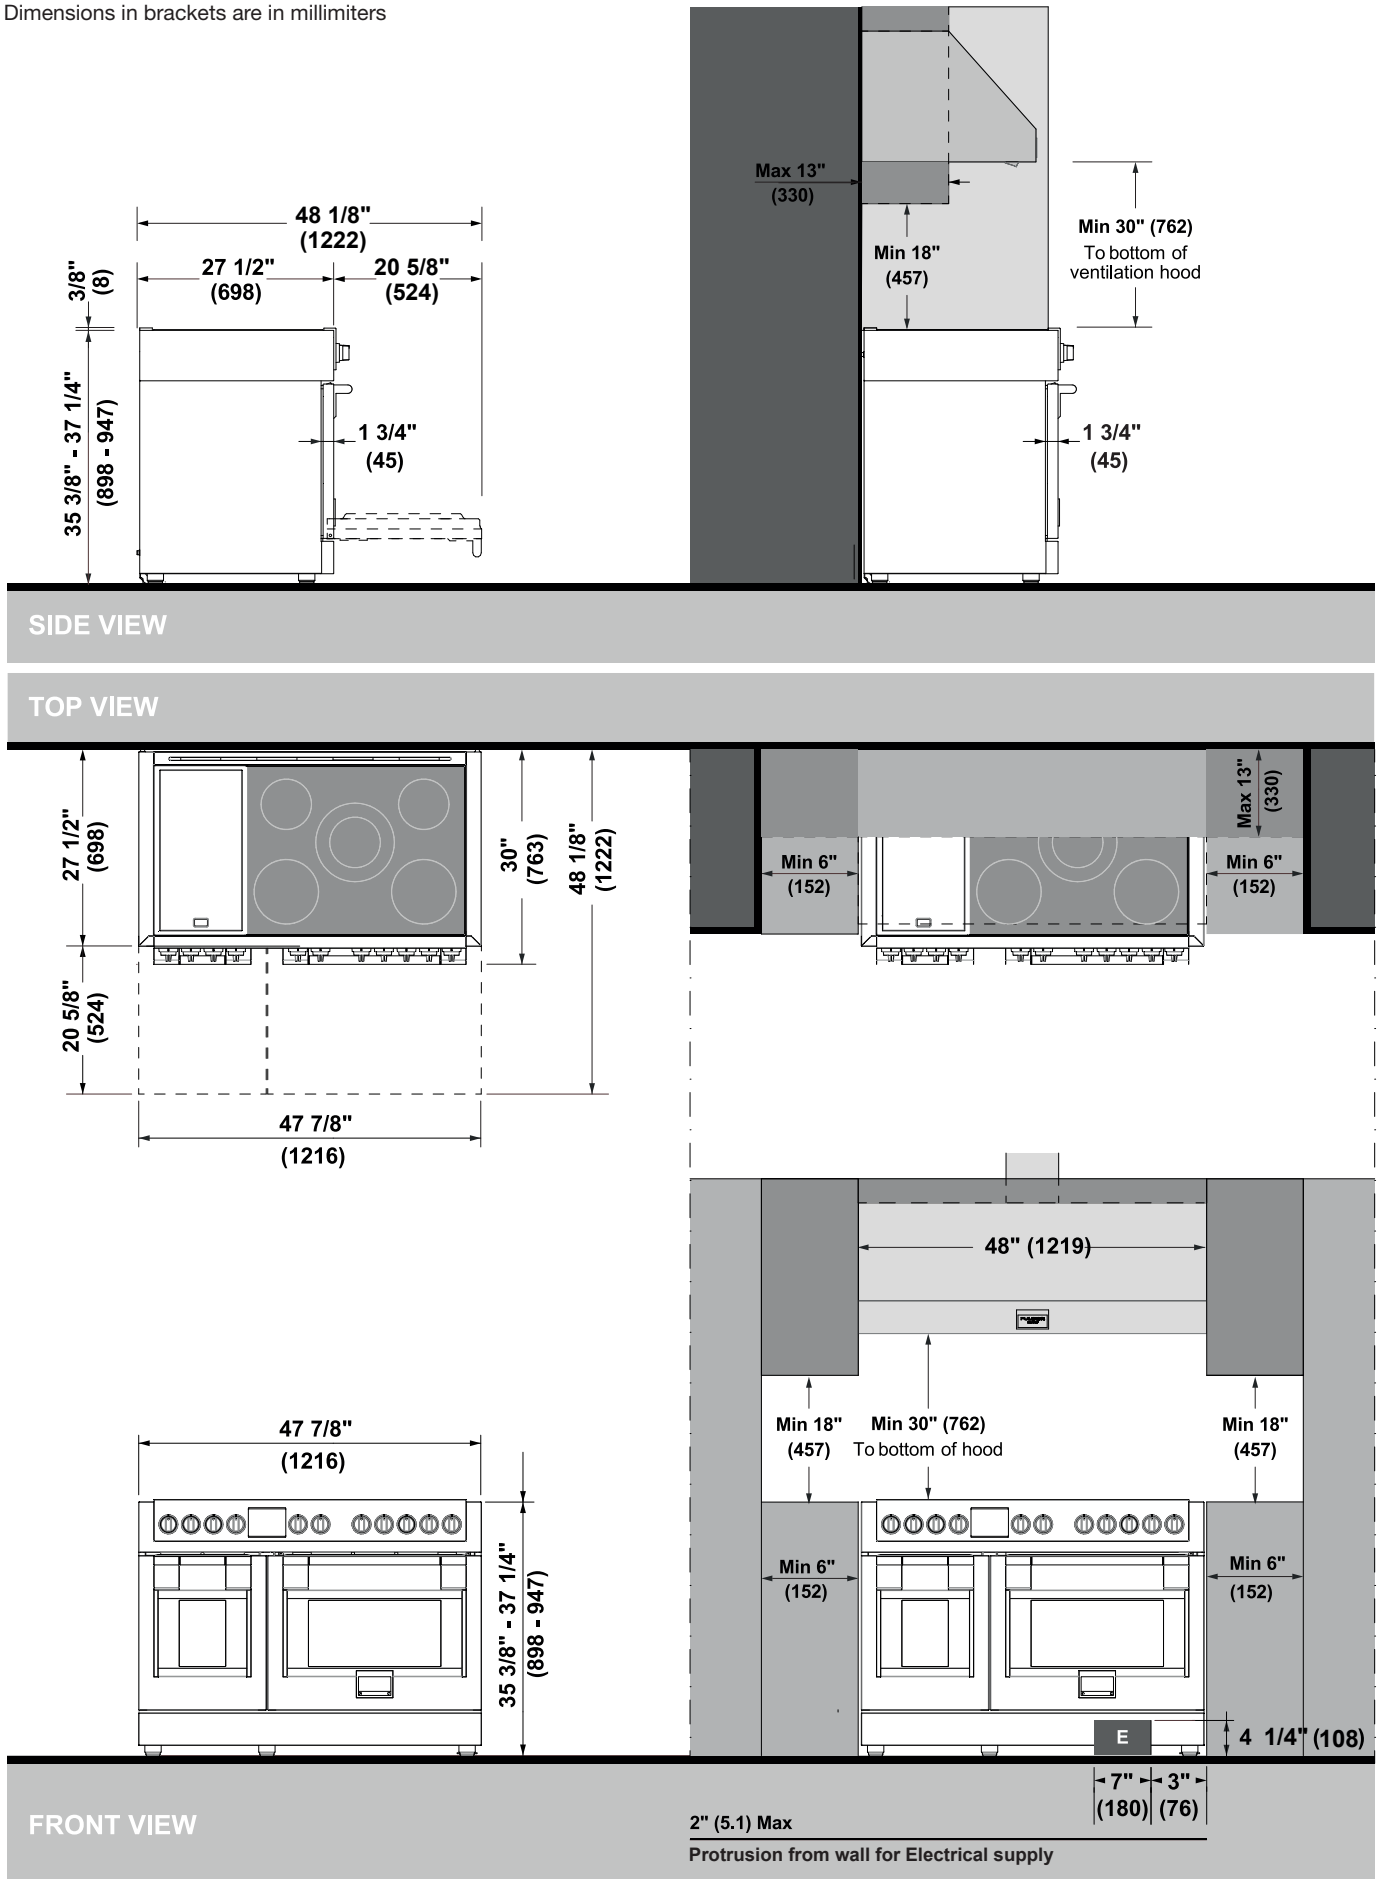 Dimensions in brackets are in millimiters
48 1/8"
(1222)
27 1/2"
(698)
20 5/8"
(524)
3/8"
(8)
35 3/8" - 37 1/4"
(898 - 947)
1 3/4"
(45)
Max 13"
(330)
Min 18"
(457)
Min 30" (762)
To bottom of
ventilation hood
1 3/4"
(45)
SIDE VIEW
TOP VIEW
27 1/2"
(698)
20 5/8"
(524)
30"
(763)
48 1/8"
(1222)
47 7/8"
(1216)
Max 13"
(330)
Min 6"
(152)
Min 6"
(152)
48" (1219)
Min 18"
(457)
Min 30" (762)
To bottom of hood
Min 18"
(457)
47 7/8"
(1216)
35 3/8" - 37 1/4"
(898 - 947)
Min 6"
(152)
Min 6"
(152)
E
4 1/4" (108)
7"
(180)
3"
(76)
FRONT VIEW
2" (5.1) Max
Protrusion from wall for Electrical supply